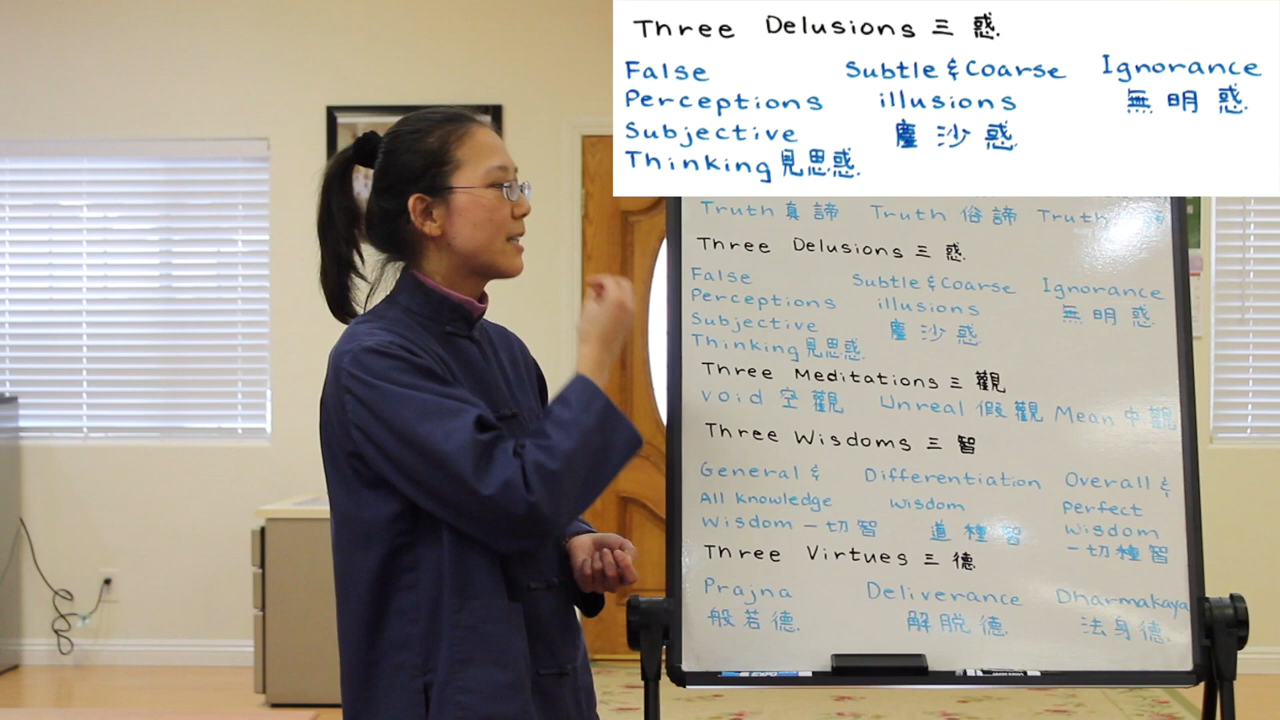 Three Delusions 三惑
False Subtle & Coarse Ignorance
Perceptions illusions 無明惑
Subjective 塵沙惑
Thinking 見思惑
Truth 真諦 Truth 俗諦 Truth
Three Delusions 三惑
False Subtle & Coarse Ignorance
Perceptions illusions 無明惑
Subjective 塵沙惑
Thinking 見思惑
Three Meditations 三觀
void 空觀 Unreal 假觀 Mean 中觀
Three Wisdoms 三智
General & Differentiation Overall &
All Knowledge Wisdom perfect
Wisdom 一切智 道種智 Wisdom
一切種智
Three Virtues 三德
Prajna Deliverance Dharmakaya
般若德 解脫德 法身德
EXPO